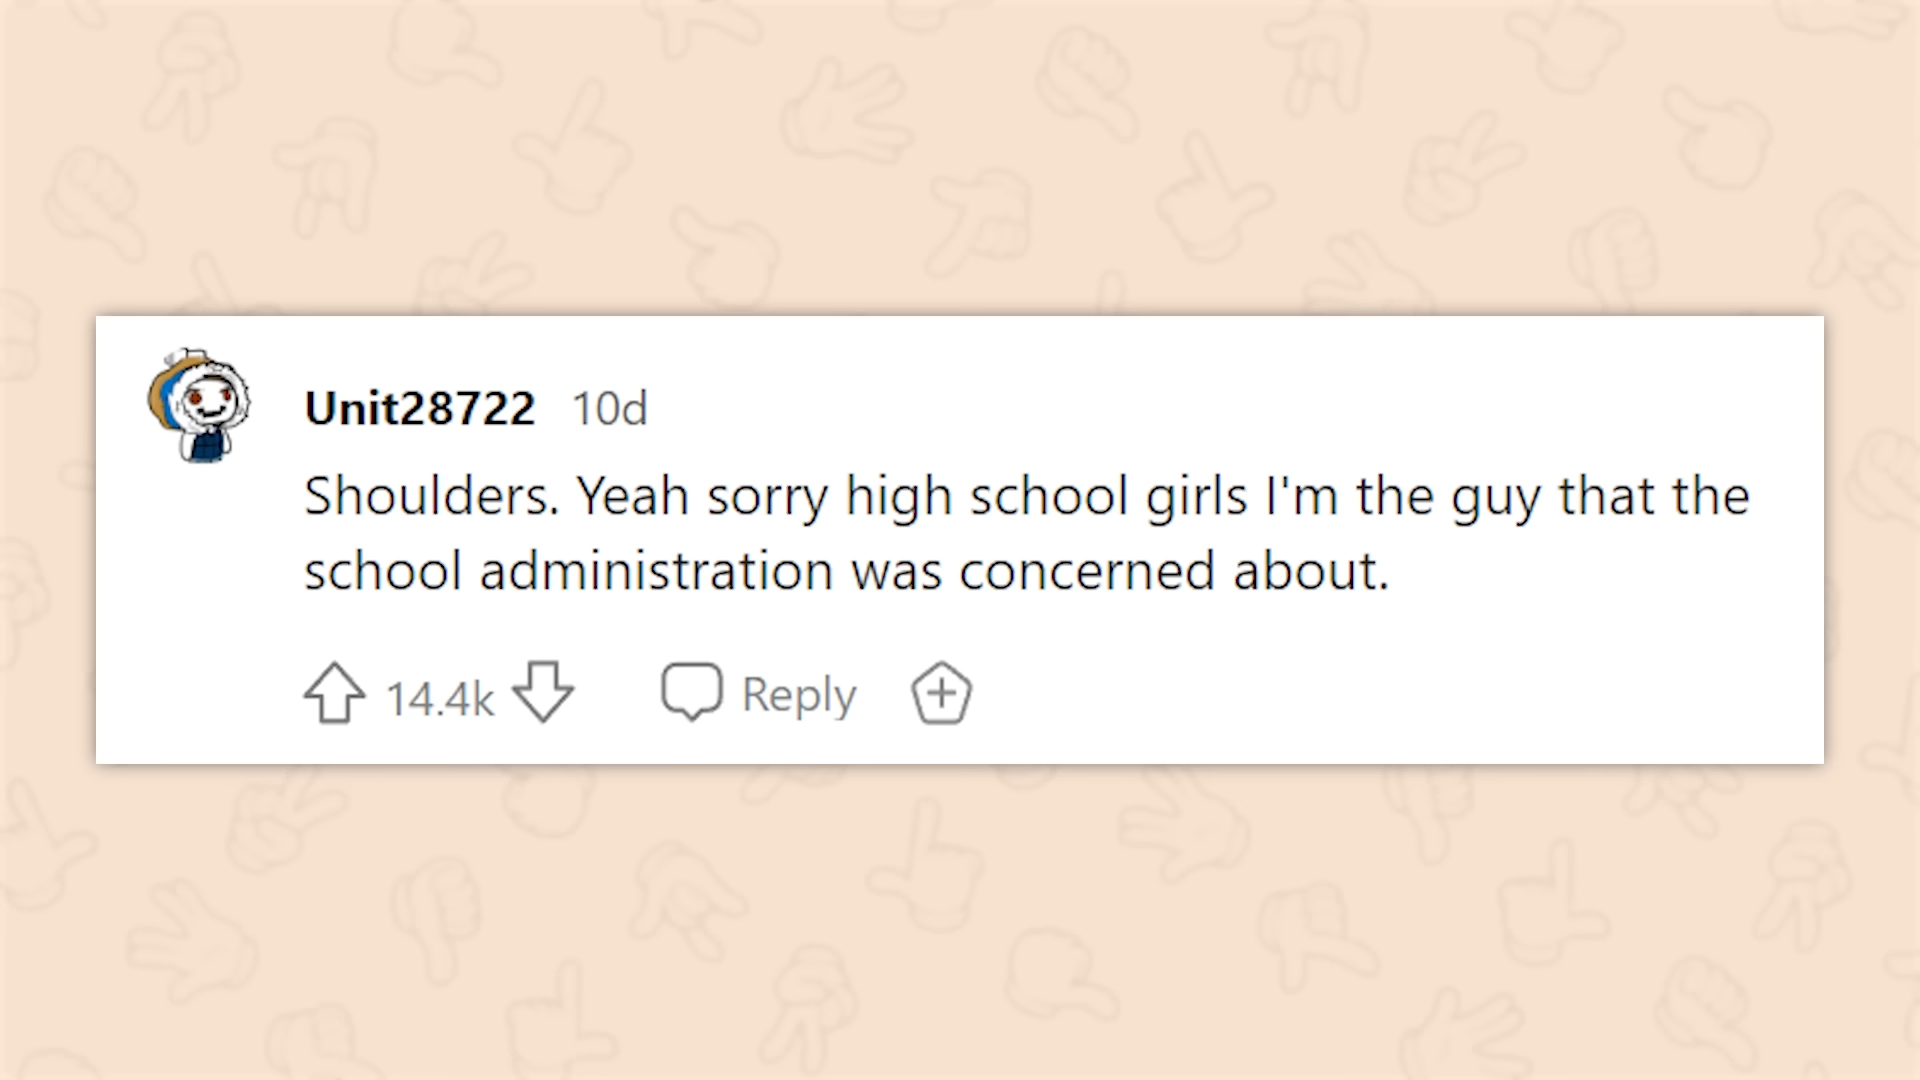 Unit28722 10d
Shoulders. Yeah sorry high school girls I'm the guy that the
school administration was concerned about.
14.4k Reply